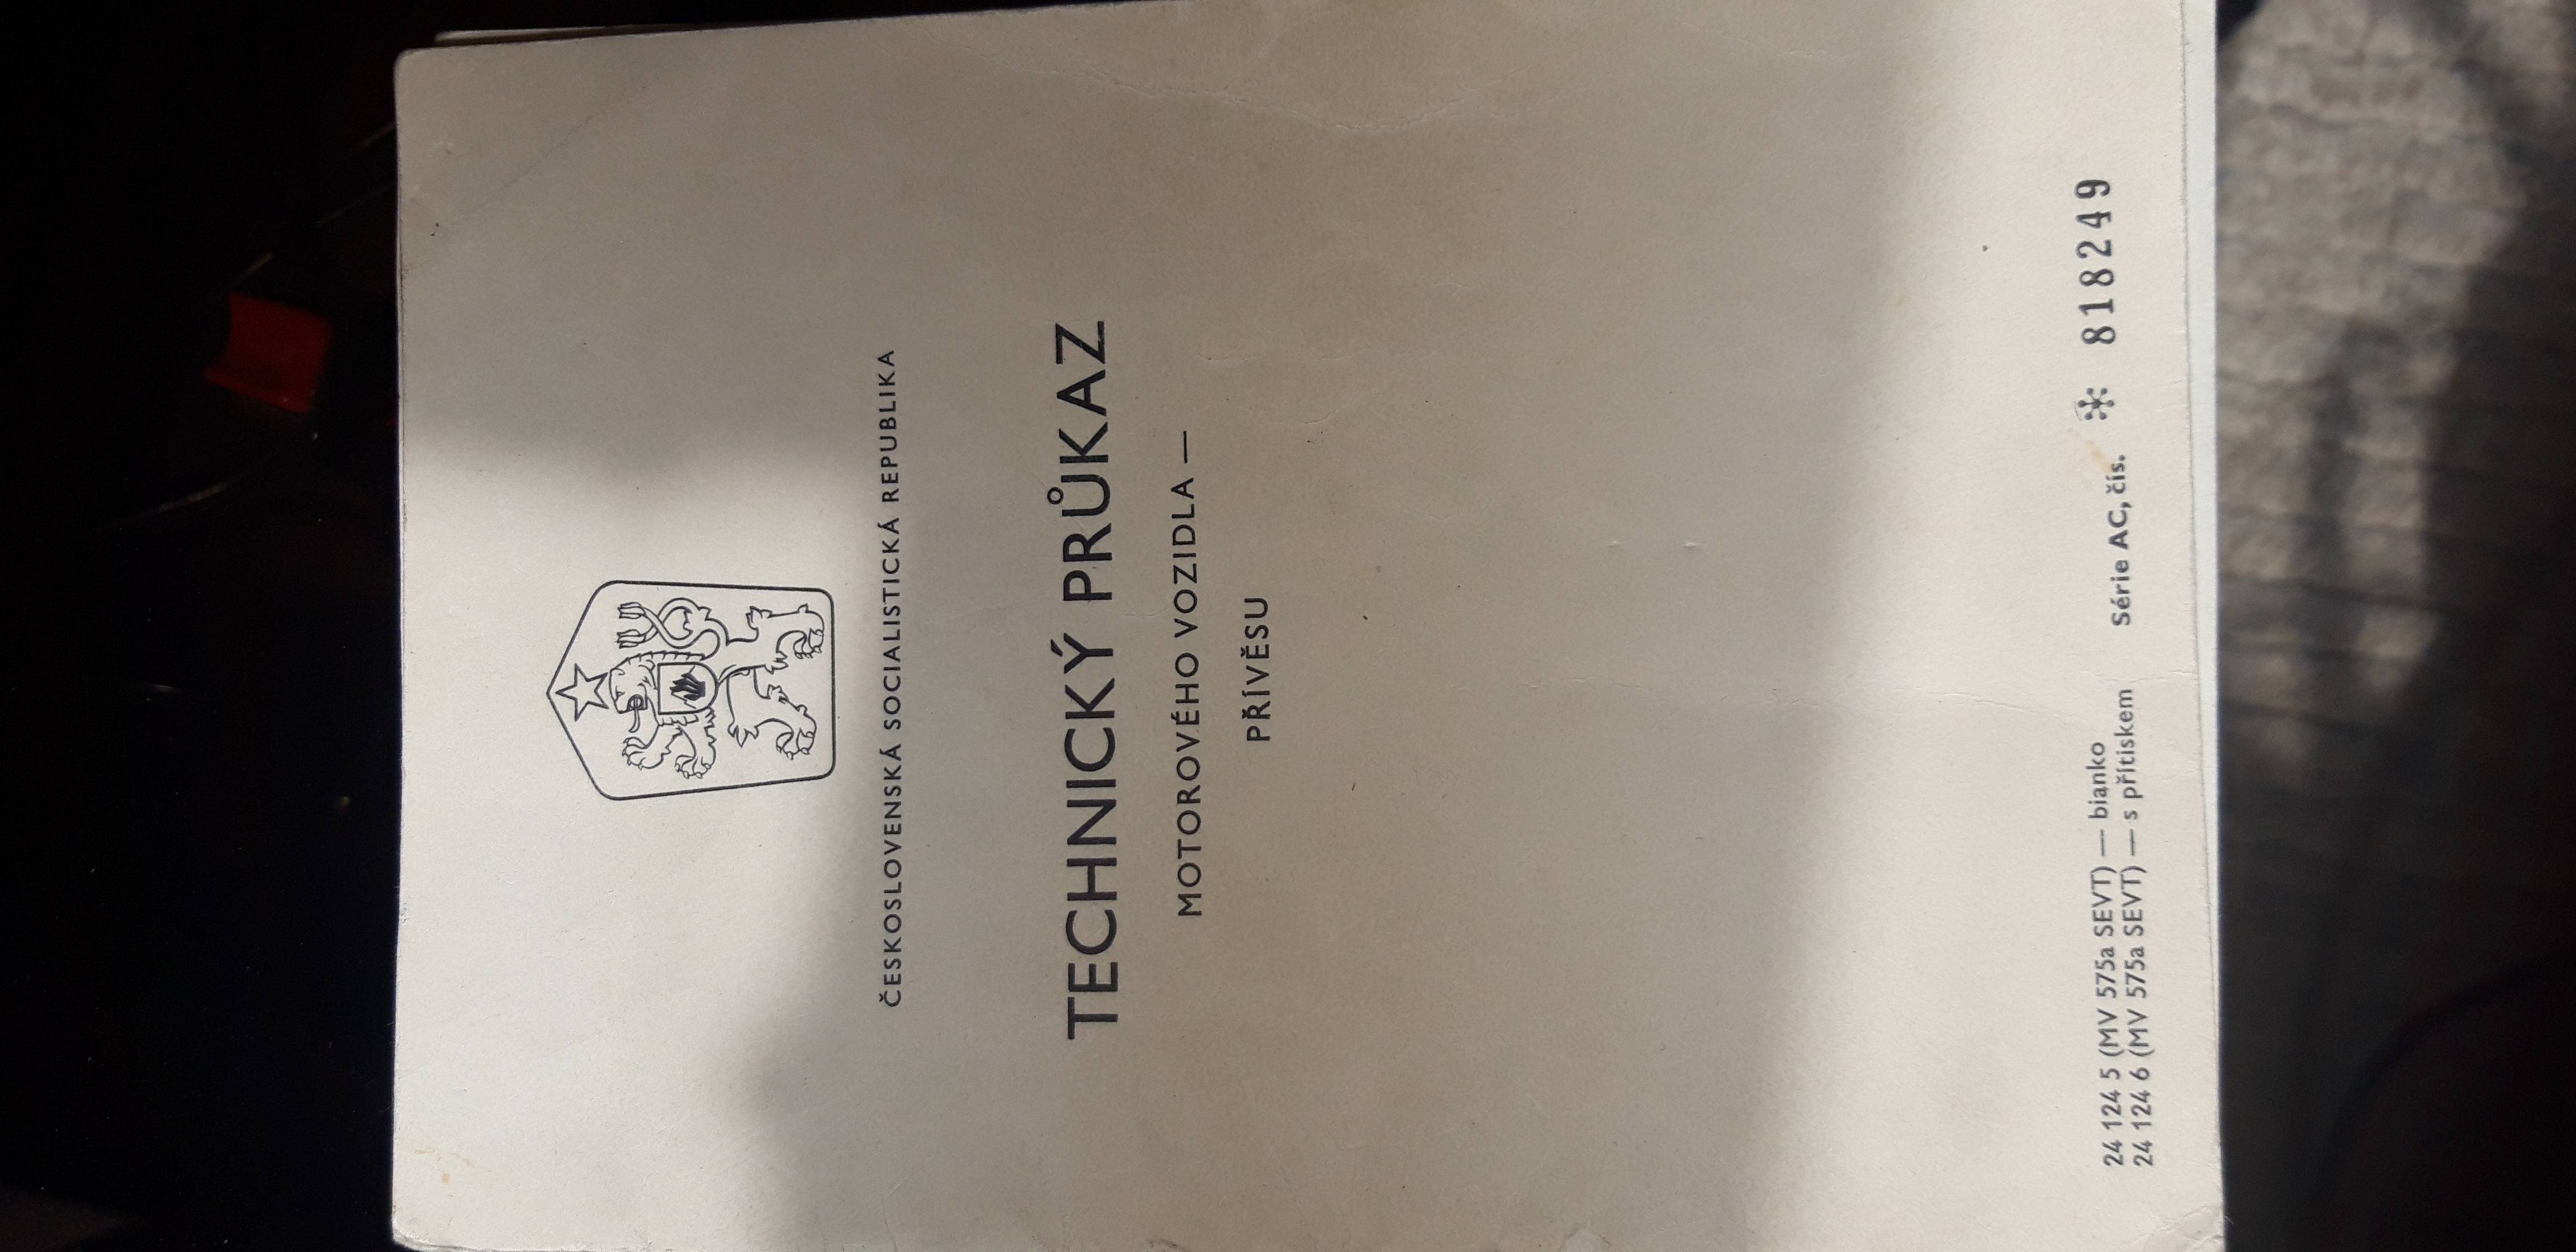 ČESKOSLOVENSKÁ SOCIALISTICKÁ REPUBLIKA
TECHNICKÝ PRŮKAZ
MOTOROVÉHO VOZIDLA —
PŘÍVĚSU
24 124 5 (MV 575a SEVT) — bianko
24 124 6 (MV 575a SEVT) — s přítiskem Série AC, čís. ✻ 818249